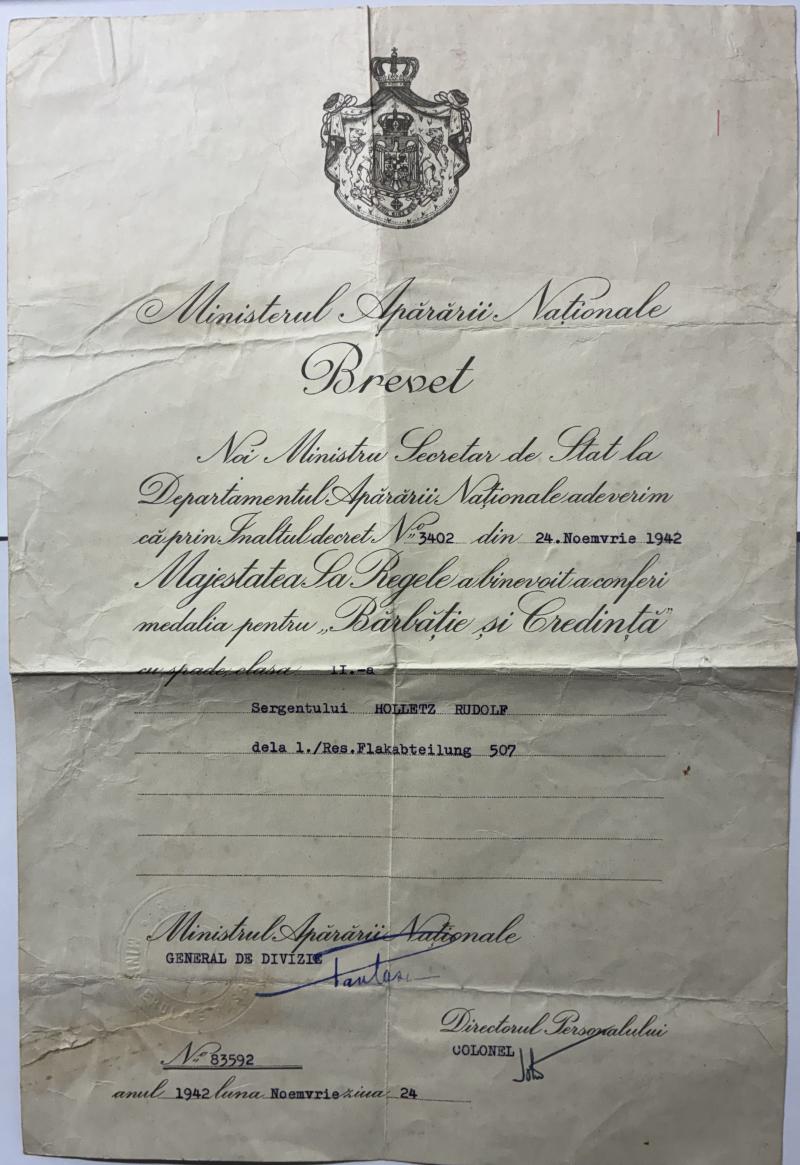 Ministerul Apărării Naționale
Brevet
Noi Ministru Secretar de Stat la
Departamentul Apărării Naționale adeverim
că prin Înaltul decret No 3402 din 24.Noemvrie 1942
Majestatea Sa Regele a binevoit a conferi
medalia pentru „Bărbăție și Credință”
cu spade, clasa II.-a
Sergentului HOLLETZ RUDOLF
dela 1./Res.Flakabteilung 507
Ministrul Apărării Naționale
GENERAL DE DIVIZIE
Directorul Personalului
COLONEL
No 83592
anul 1942 luna Noemvrie ziua 24